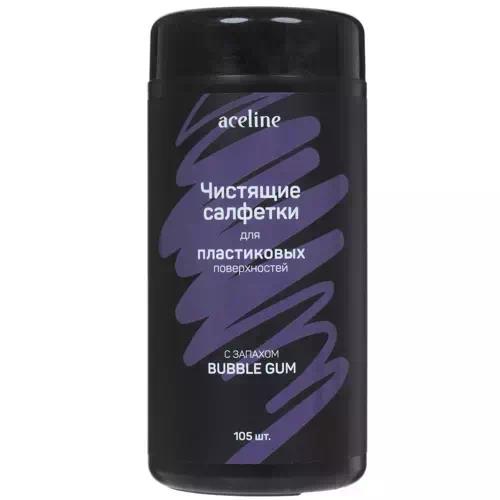 aceline
Чистящие
салфетки
для
пластиковых
поверхностей
С ЗАПАХОМ
BUBBLE GUM
105 шт.